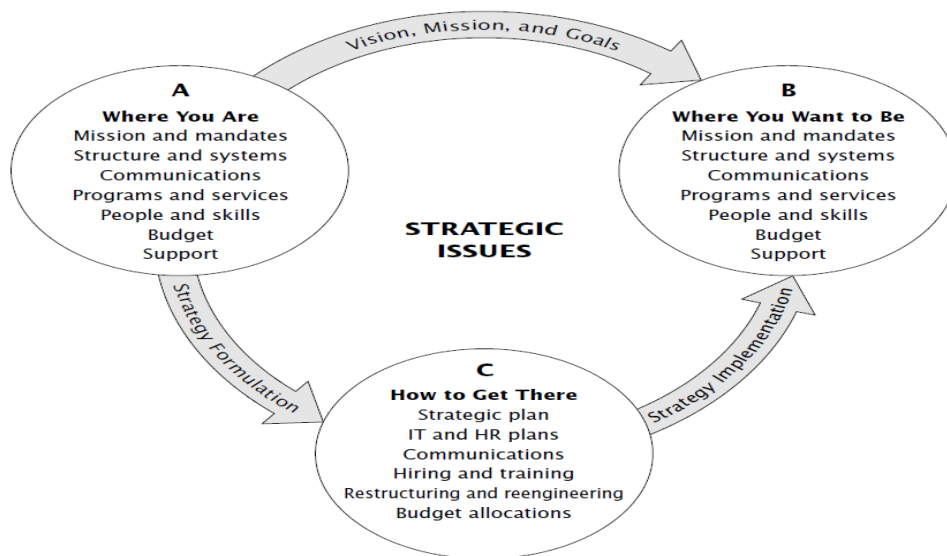 Vision, Mission, and Goals
A
Where You Are
Mission and mandates
Structure and systems
Communications
Programs and services
People and skills
Budget
Support
B
Where You Want to Be
Mission and mandates
Structure and systems
Communications
Programs and services
People and skills
Budget
Support
STRATEGIC
ISSUES
Strategy Formulation
Strategy Implementation
C
How to Get There
Strategic plan
IT and HR plans
Communications
Hiring and training
Restructuring and reengineering
Budget allocations